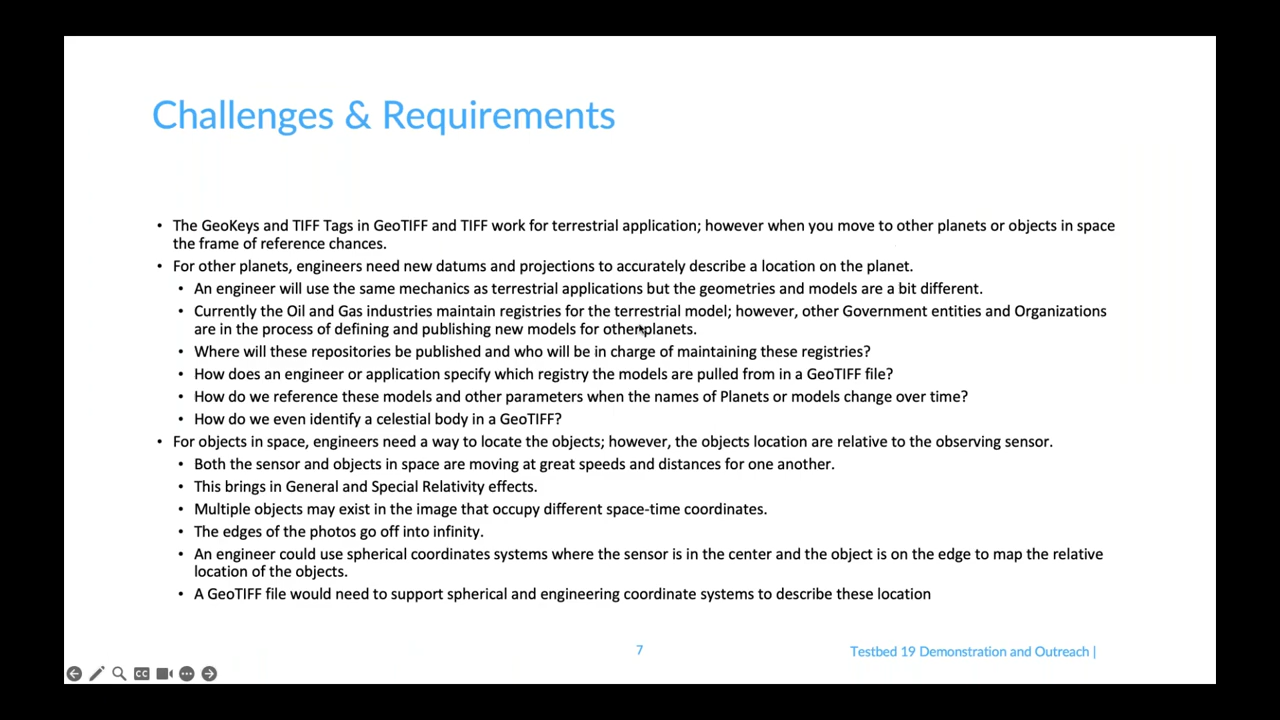 Challenges & Requirements
• The GeoKeys and TIFF Tags in GeoTIFF and TIFF work for terrestrial application; however when you move to other planets or objects in space
the frame of reference chances.
• For other planets, engineers need new datums and projections to accurately describe a location on the planet.
• An engineer will use the same mechanics as terrestrial applications but the geometries and models are a bit different.
• Currently the Oil and Gas industries maintain registries for the terrestrial model; however, other Government entities and Organizations
are in the process of defining and publishing new models for other planets.
• Where will these repositories be published and who will be in charge of maintaining these registries?
• How does an engineer or application specify which registry the models are pulled from in a GeoTIFF file?
• How do we reference these models and other parameters when the names of Planets or models change over time?
• How do we even identify a celestial body in a GeoTIFF?
• For objects in space, engineers need a way to locate the objects; however, the objects location are relative to the observing sensor.
• Both the sensor and objects in space are moving at great speeds and distances for one another.
• This brings in General and Special Relativity effects.
• Multiple objects may exist in the image that occupy different space-time coordinates.
• The edges of the photos go off into infinity.
• An engineer could use spherical coordinates systems where the sensor is in the center and the object is on the edge to map the relative
location of the objects.
• A GeoTIFF file would need to support spherical and engineering coordinate systems to describe these location
7
Testbed 19 Demonstration and Outreach |
CC